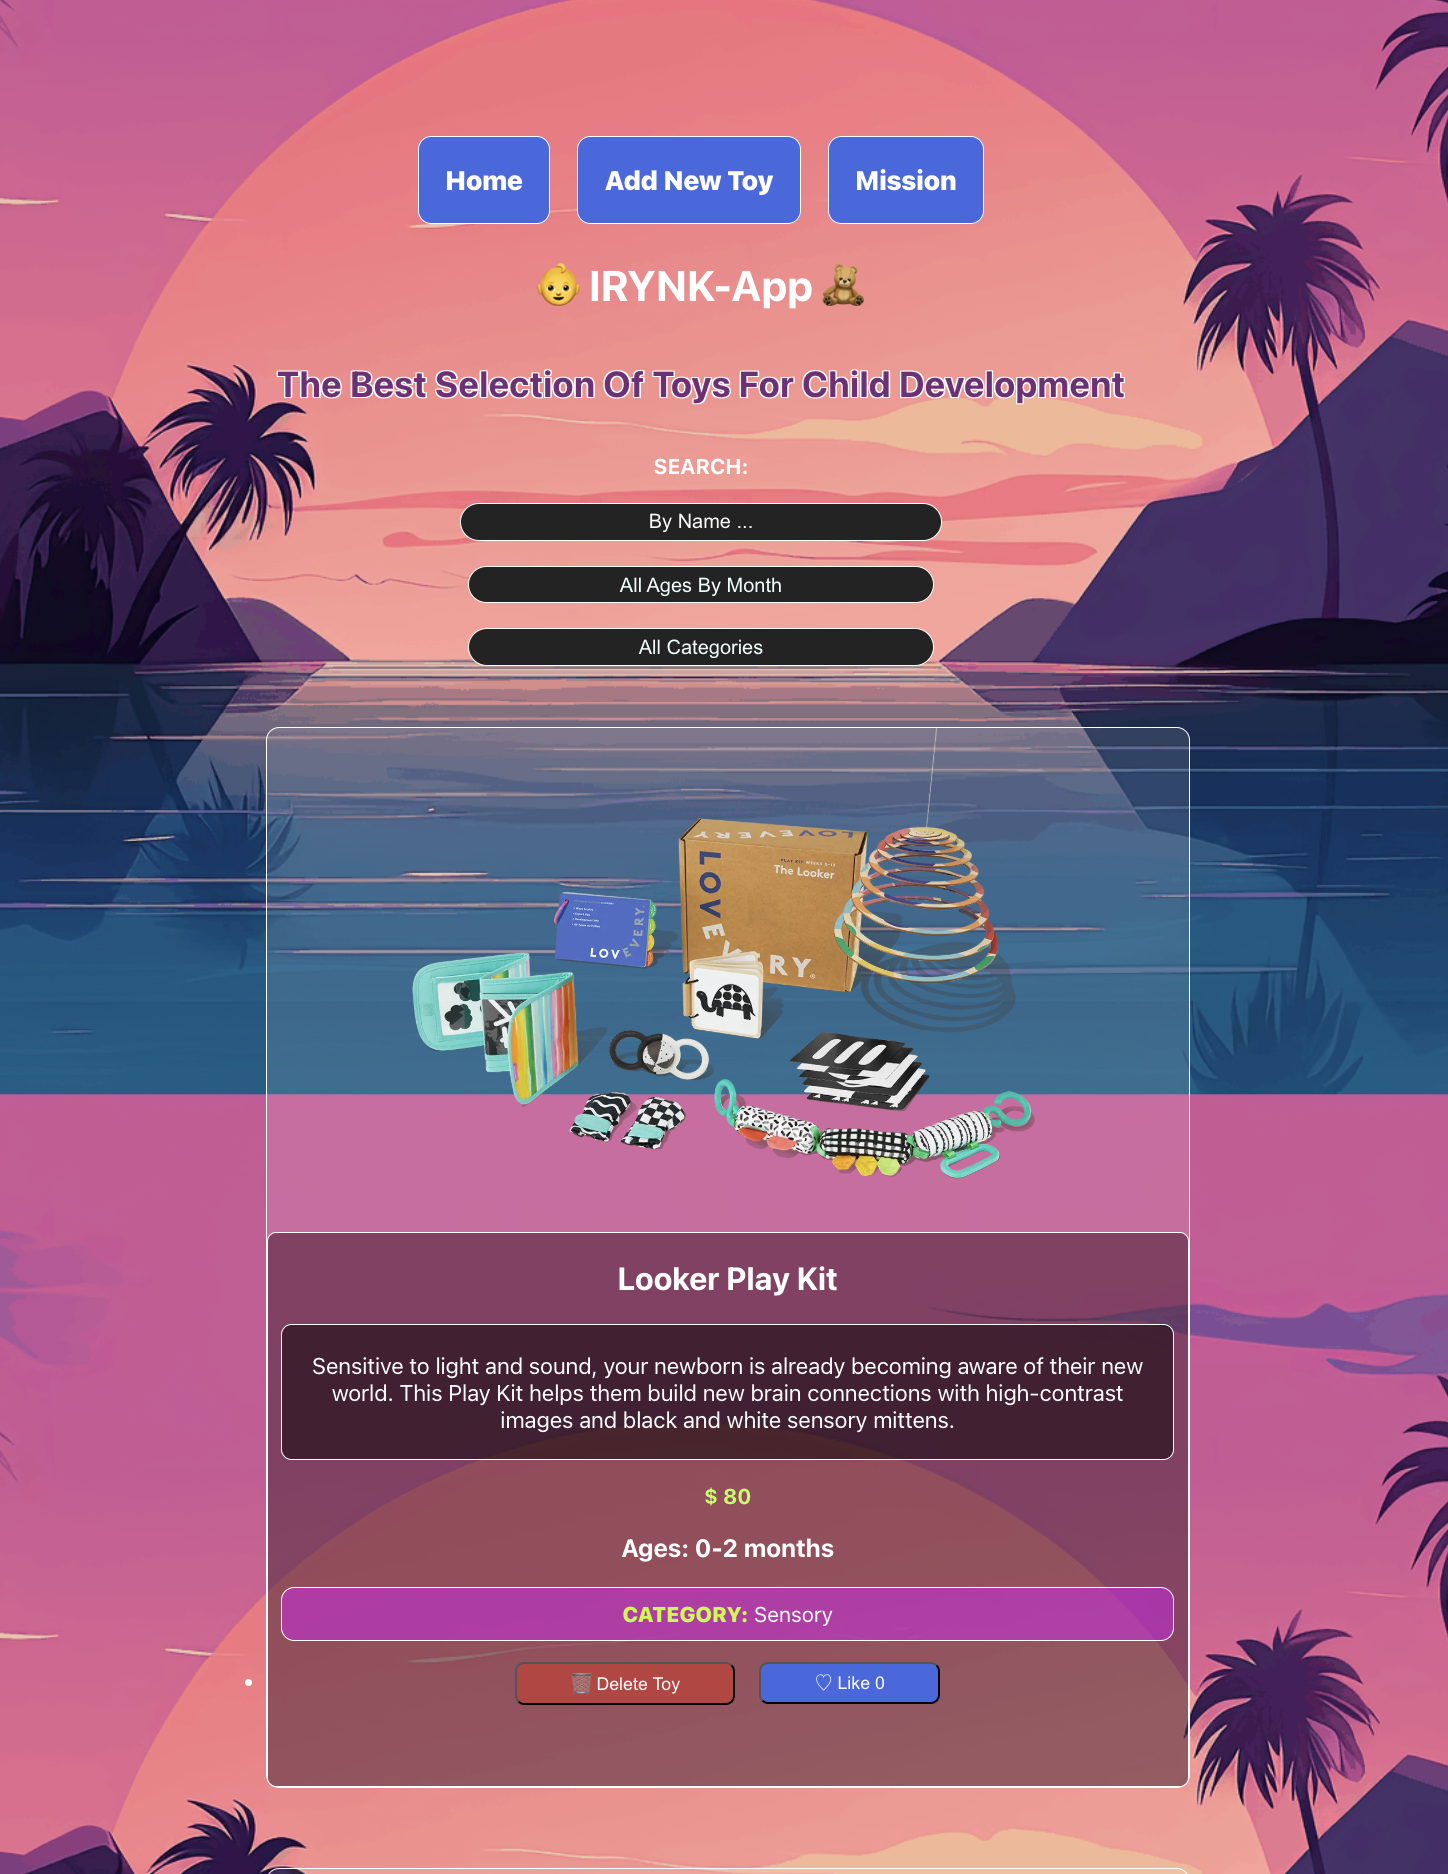 Home
Add New Toy
Mission
👶 IRYNK-App 🧸
The Best Selection Of Toys For Child Development
SEARCH:
By Name ...
All Ages By Month
All Categories
LOVEVERY
The Looker
LOVEVERY
LOVEVERY
Looker Play Kit
Sensitive to light and sound, your newborn is already becoming aware of their new
world. This Play Kit helps them build new brain connections with high-contrast
images and black and white sensory mittens.
$ 80
Ages: 0-2 months
CATEGORY: Sensory
🗑️ Delete Toy
♡ Like 0